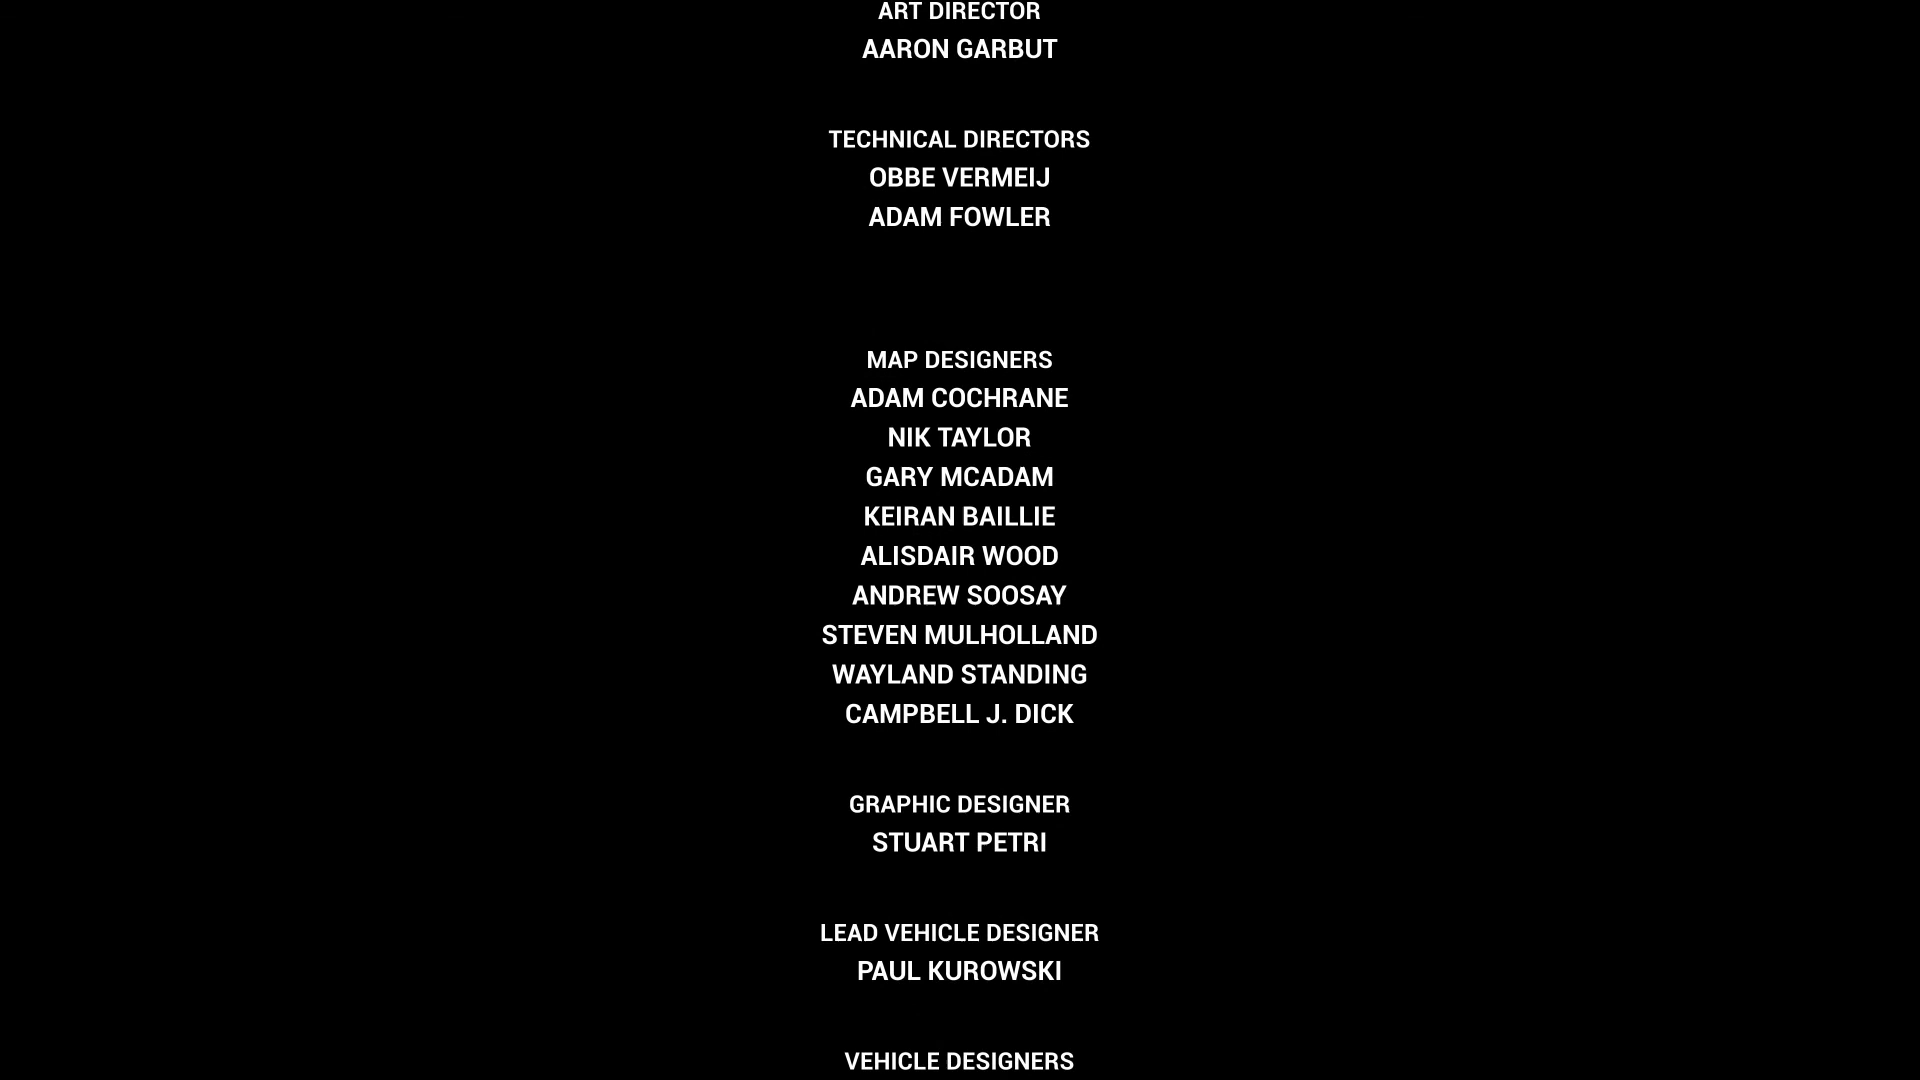 ART DIRECTOR
AARON GARBUT
TECHNICAL DIRECTORS
OBBE VERMEIJ
ADAM FOWLER
MAP DESIGNERS
ADAM COCHRANE
NIK TAYLOR
GARY MCADAM
KEIRAN BAILLIE
ALISDAIR WOOD
ANDREW SOOSAY
STEVEN MULHOLLAND
WAYLAND STANDING
CAMPBELL J. DICK
GRAPHIC DESIGNER
STUART PETRI
LEAD VEHICLE DESIGNER
PAUL KUROWSKI
VEHICLE DESIGNERS